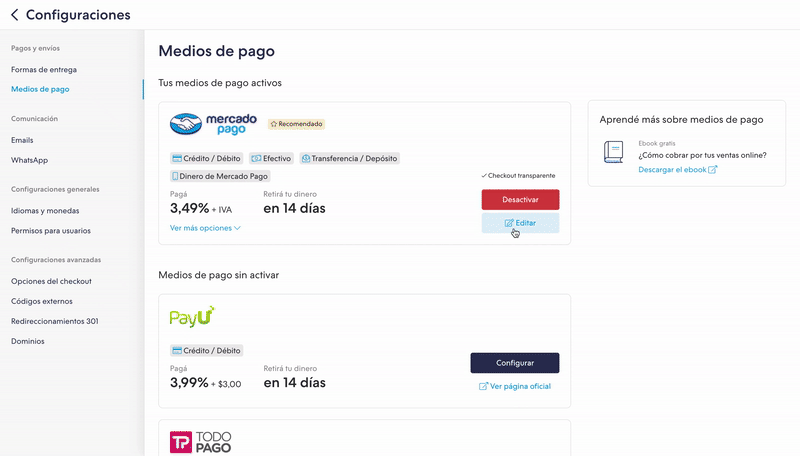 Configuraciones
Pagos y envíos
Formas de entrega
Medios de pago
Comunicación
Emails
WhatsApp
Configuraciones generales
Idiomas y monedas
Permisos para usuarios
Configuraciones avanzadas
Opciones del checkout
Códigos externos
Redireccionamientos 301
Dominios
Medios de pago
Tus medios de pago activos
mercado
pago
Recomendado
Crédito / Débito
Efectivo
Transferencia / Depósito
Dinero de Mercado Pago
Checkout transparente
Pagá
3,49% + IVA
Retirá tu dinero
en 14 días
Ver más opciones
Desactivar
Editar
Medios de pago sin activar
PayU
Crédito / Débito
Pagá
3,99% + $3,00
Retirá tu dinero
en 14 días
Configurar
Ver página oficial
TP TODO
PAGO
Aprendé más sobre medios de pago
Ebook gratis
¿Cómo cobrar por tus ventas online?
Descargar el ebook